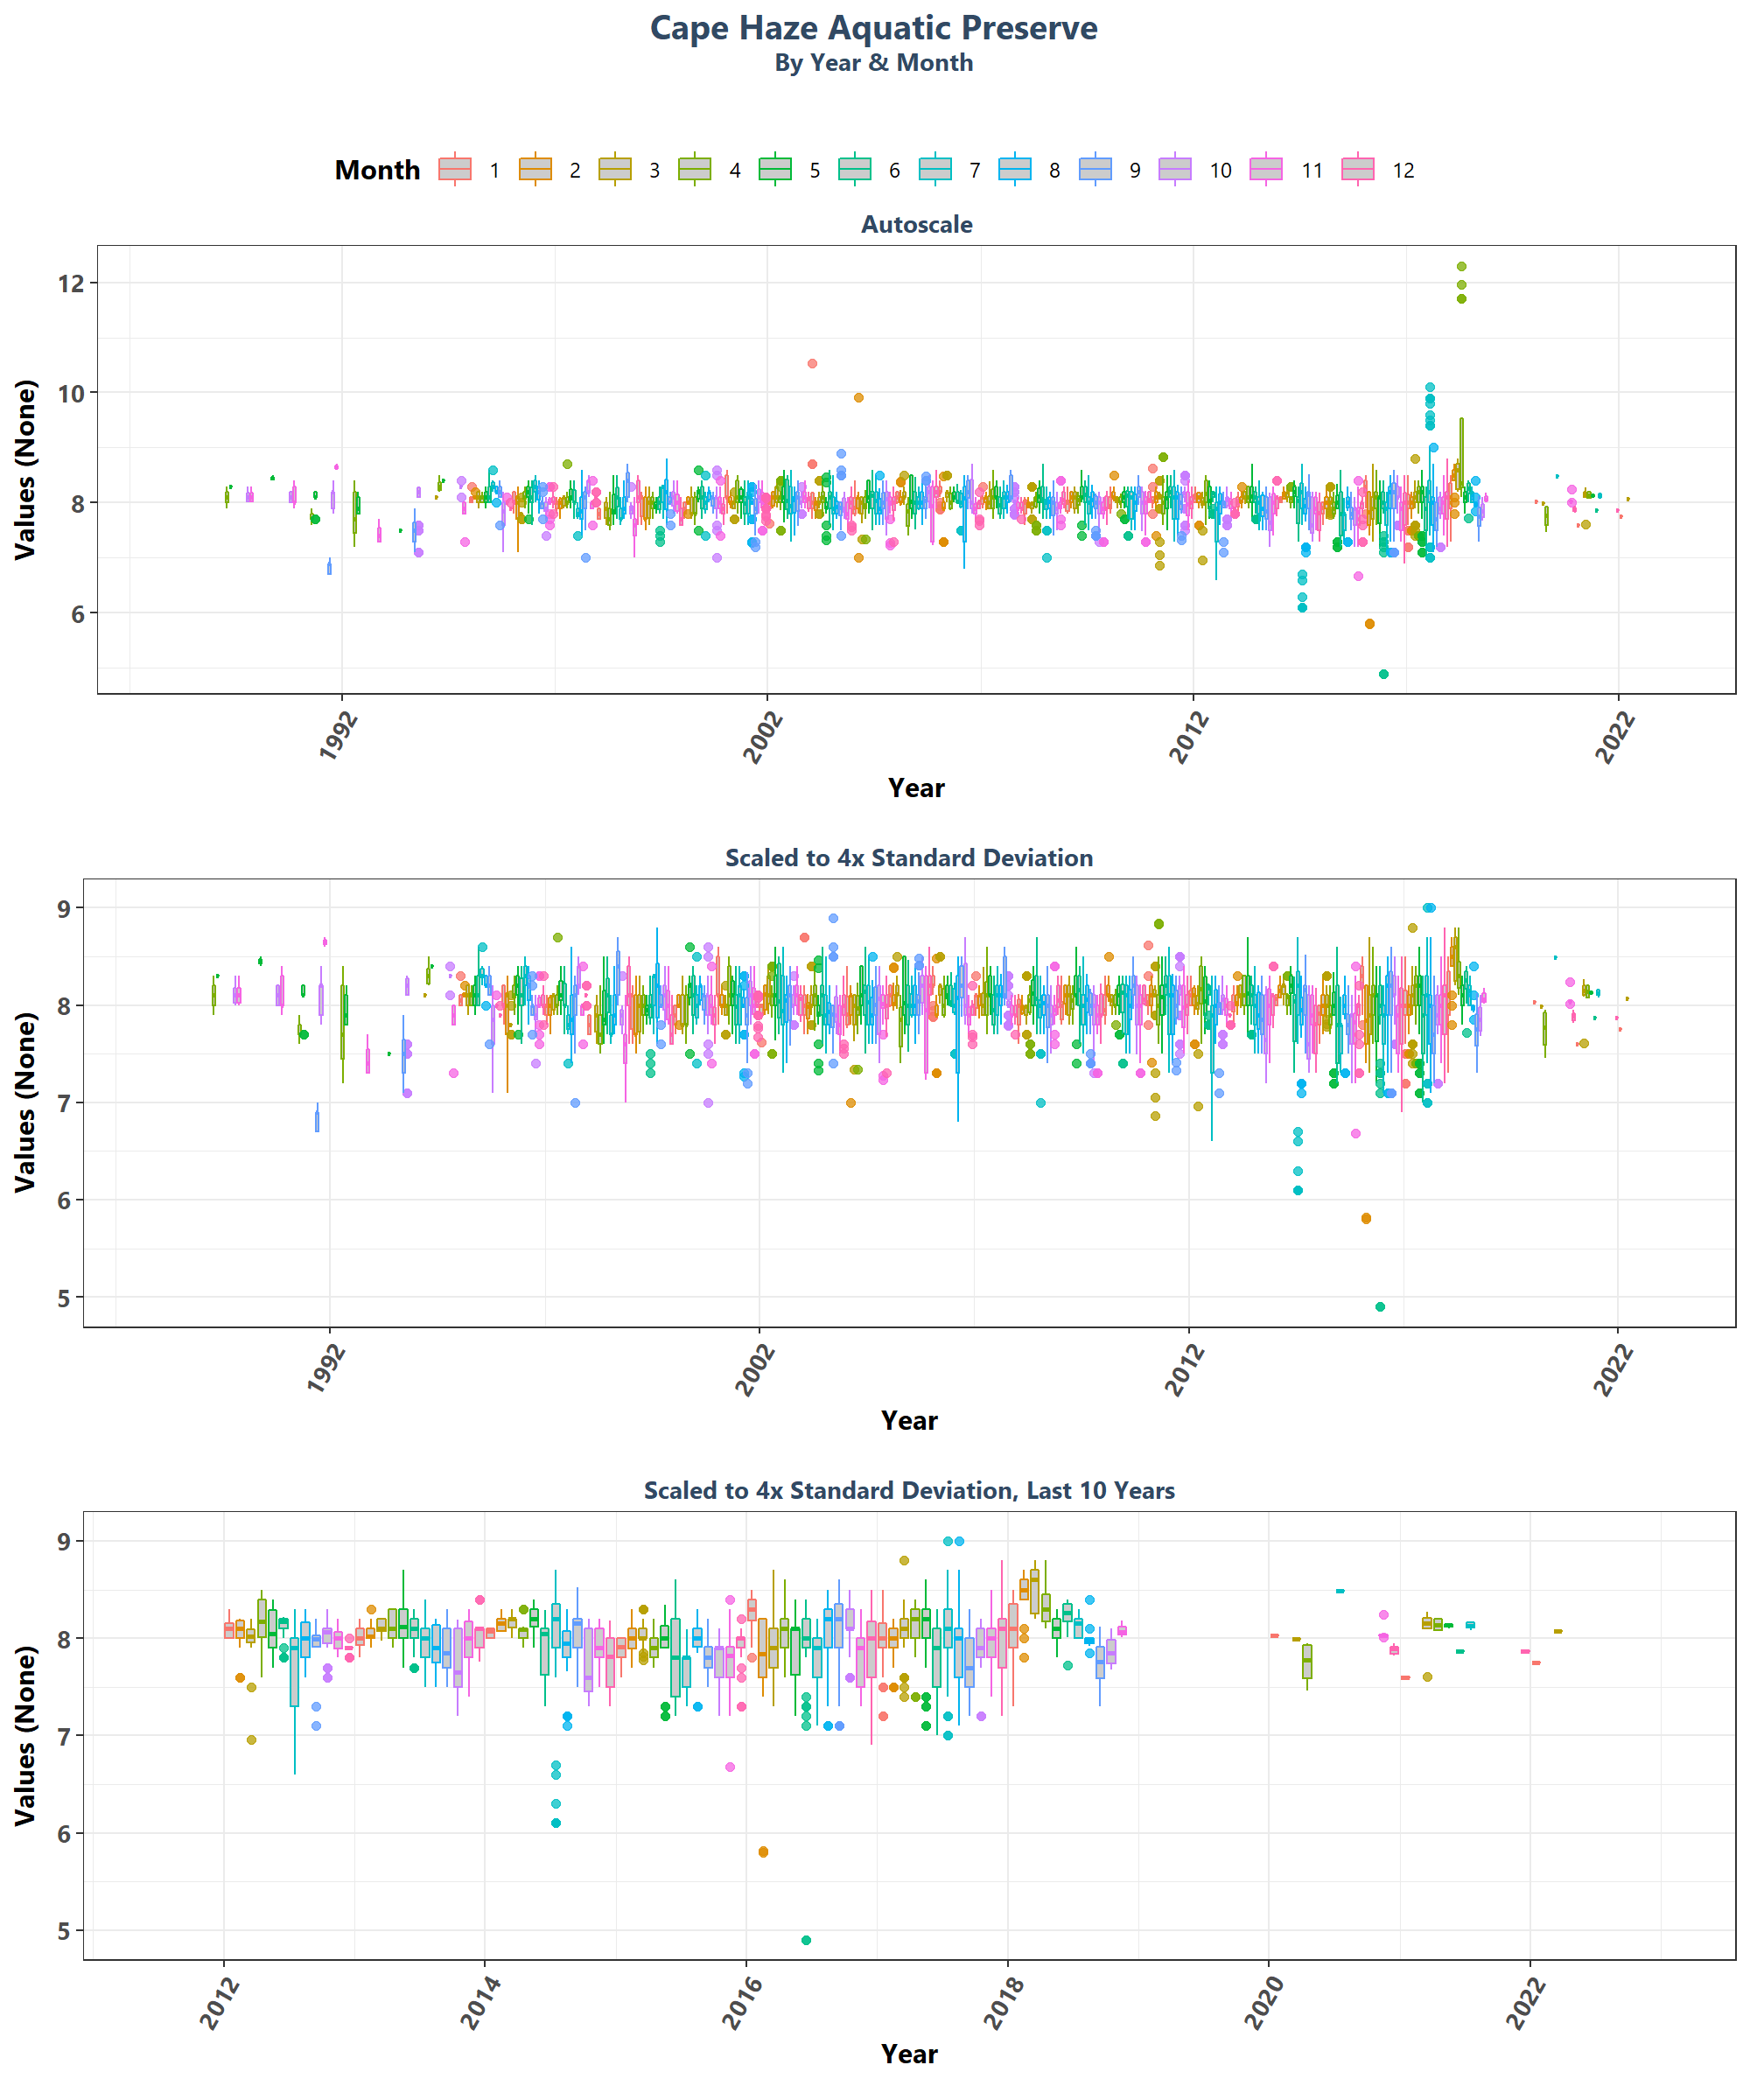 Cape Haze Aquatic Preserve
By Year & Month
Month 1 2 3 4 5 6 7 8 9 10 11 12
Autoscale
Values (None)
12
10
8
6
1992 2002 2012 2022
Year
Scaled to 4x Standard Deviation
Values (None)
9
8
7
6
5
1992 2002 2012 2022
Year
Scaled to 4x Standard Deviation, Last 10 Years
Values (None)
9
8
7
6
5
2012 2014 2016 2018 2020 2022
Year